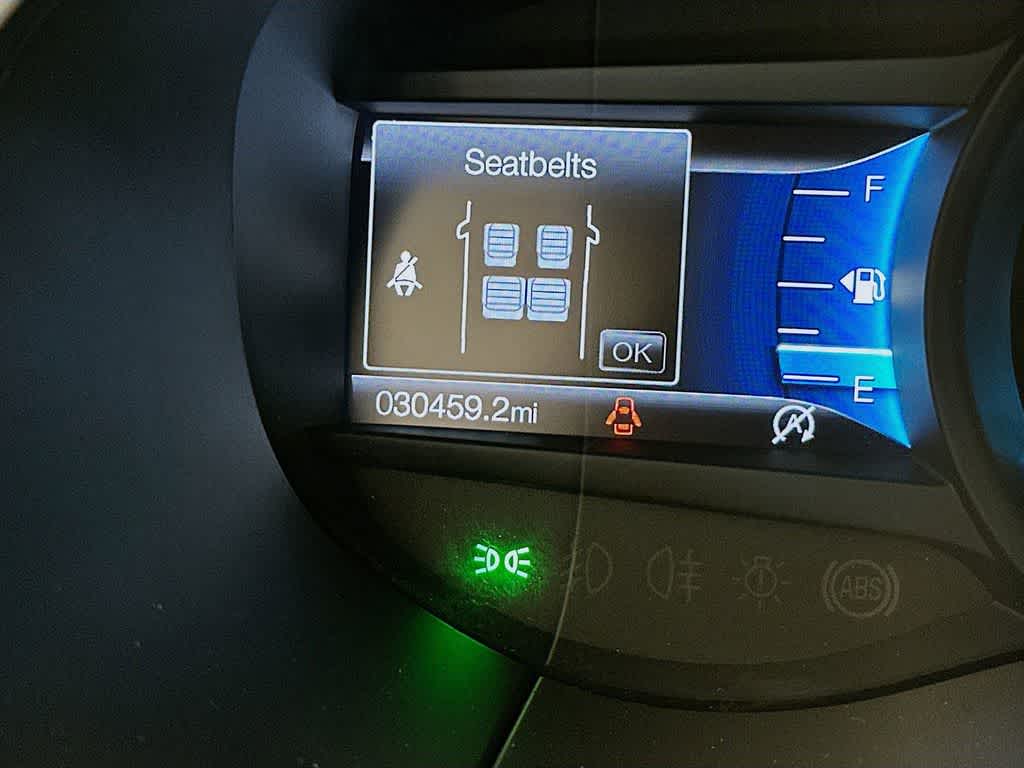 Seatbelts
F
OK
E
030459.2mi
A
ABS